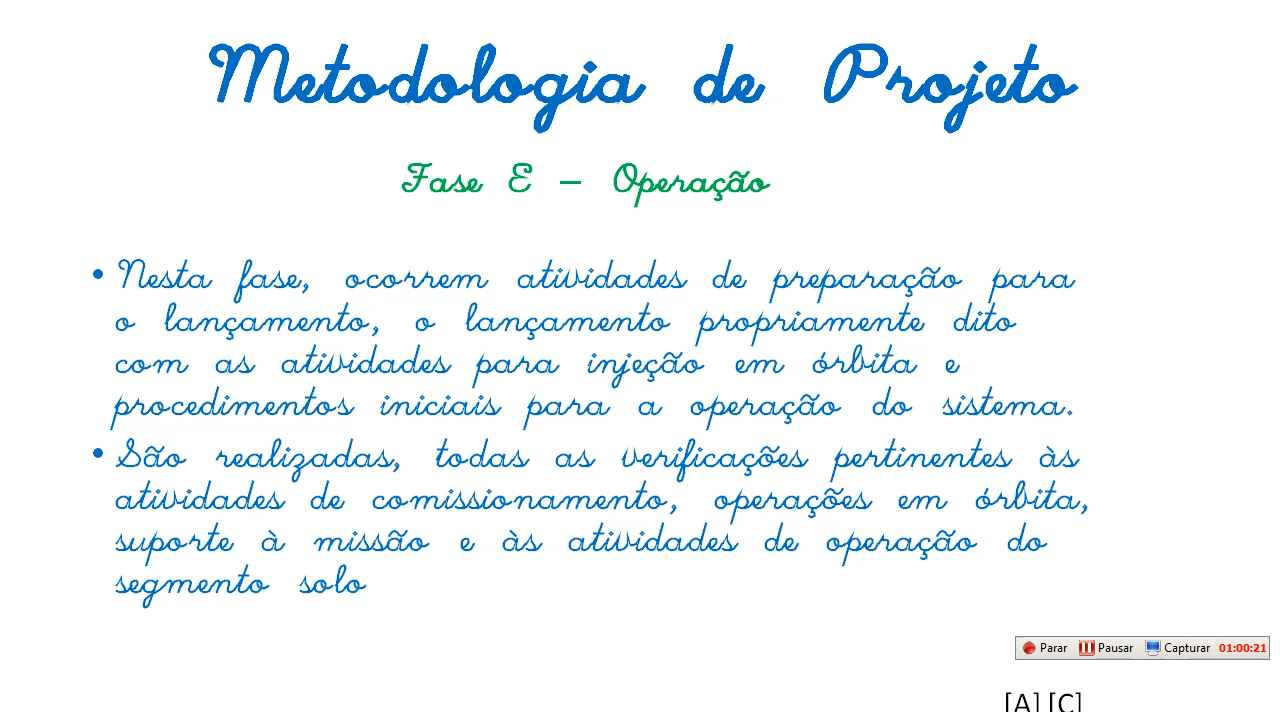 Metodologia de Projeto
Fase E – Operação
• Nesta fase, ocorrem atividades de preparação para
o lançamento, o lançamento propriamente dito
com as atividades para injeção em órbita e
procedimentos iniciais para a operação do sistema.
• São realizadas, todas as verificações pertinentes às
atividades de comissionamento, operações em órbita,
suporte à missão e às atividades de operação do
segmento solo
Parar Pausar Capturar 01:00:21
[A][C]